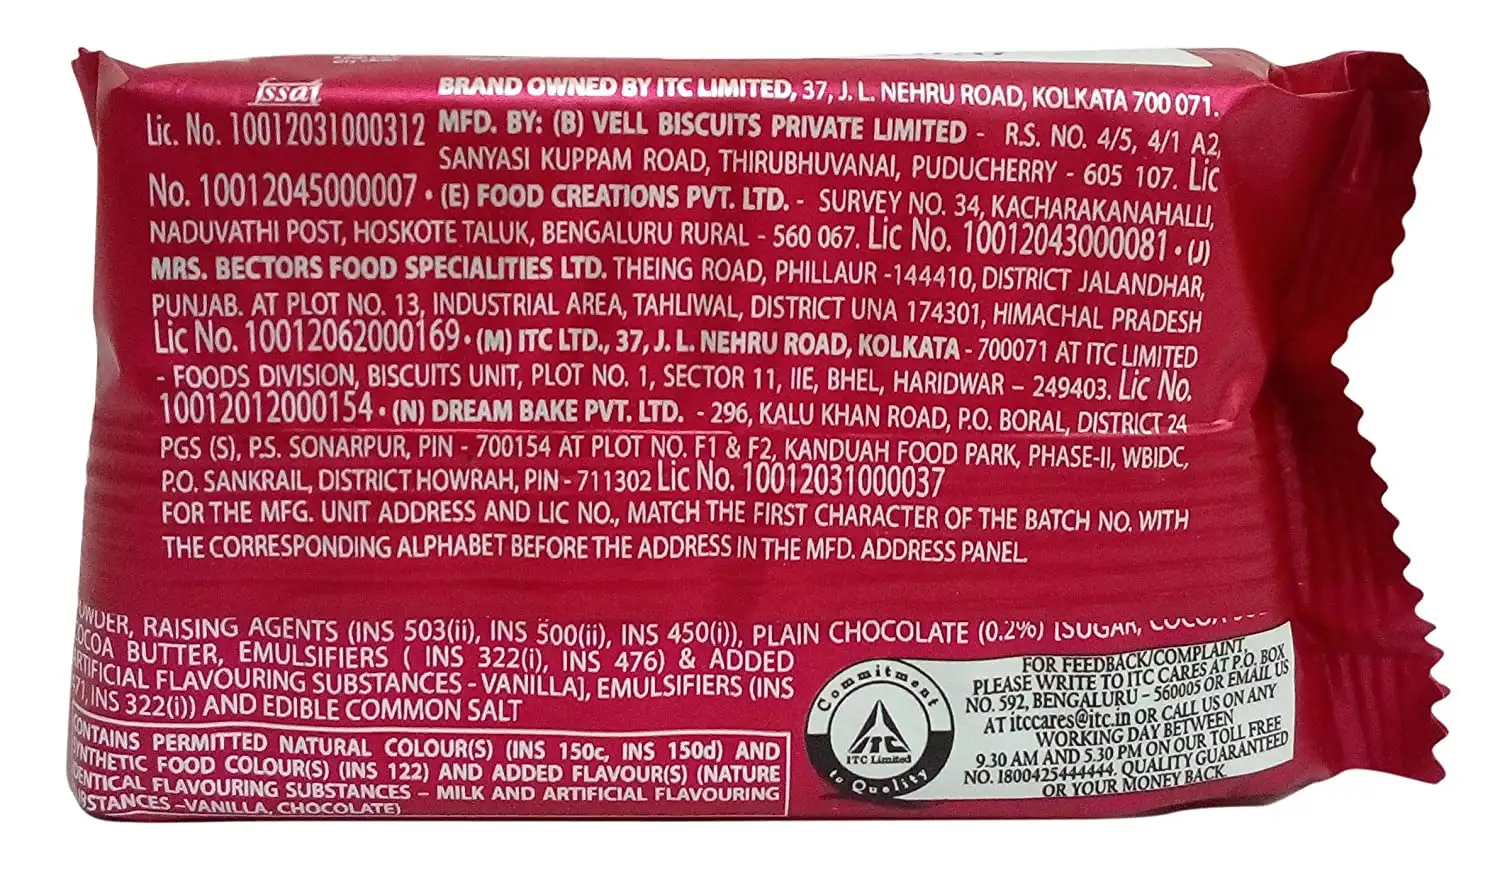 fssai
Lic. No. 10012031000312
BRAND OWNED BY ITC LIMITED, 37, J. L. NEHRU ROAD, KOLKATA 700 071.
MFD. BY: (B) VELL BISCUITS PRIVATE LIMITED - R.S. NO. 4/5, 4/1 A2,
SANYASI KUPPAM ROAD, THIRUBHUVANAI, PUDUCHERRY - 605 107. Lic
No. 10012045000007 • (E) FOOD CREATIONS PVT. LTD. - SURVEY NO. 34, KACHARAKANAHALLI,
NADUVATHI POST, HOSKOTE TALUK, BENGALURU RURAL - 560 067. Lic No. 10012043000081 • (J)
MRS. BECTORS FOOD SPECIALITIES LTD. THEING ROAD, PHILLAUR -144410, DISTRICT JALANDHAR,
PUNJAB. AT PLOT NO. 13, INDUSTRIAL AREA, TAHLIWAL, DISTRICT UNA 174301, HIMACHAL PRADESH
Lic No. 10012062000169 • (M) ITC LTD., 37, J. L. NEHRU ROAD, KOLKATA - 700071 AT ITC LIMITED
- FOODS DIVISION, BISCUITS UNIT, PLOT NO. 1, SECTOR 11, IIE, BHEL, HARIDWAR – 249403. Lic No.
10012012000154 • (N) DREAM BAKE PVT. LTD. - 296, KALU KHAN ROAD, P.O. BORAL, DISTRICT 24
PGS (S), P.S. SONARPUR, PIN - 700154 AT PLOT NO. F1 & F2, KANDUAH FOOD PARK, PHASE-II, WBIDC,
P.O. SANKRAIL, DISTRICT HOWRAH, PIN - 711302 Lic No. 10012031000037
FOR THE MFG. UNIT ADDRESS AND LIC NO., MATCH THE FIRST CHARACTER OF THE BATCH NO. WITH
THE CORRESPONDING ALPHABET BEFORE THE ADDRESS IN THE MFD. ADDRESS PANEL.
RAISING AGENTS (INS 503(ii), INS 500(ii), INS 450(i)), PLAIN CHOCOLATE (0.2%) [SUGAR,
COCOA BUTTER, EMULSIFIERS ( INS 322(i), INS 476) & ADDED
ARTIFICIAL FLAVOURING SUBSTANCES - VANILLA], EMULSIFIERS (INS
471, INS 322(i)) AND EDIBLE COMMON SALT
CONTAINS PERMITTED NATURAL COLOUR(S) (INS 150c, INS 150d) AND
SYNTHETIC FOOD COLOUR(S) (INS 122) AND ADDED FLAVOUR(S) (NATURE
IDENTICAL FLAVOURING SUBSTANCES – MILK AND ARTIFICIAL FLAVOURING
SUBSTANCES –VANILLA, CHOCOLATE)
Commitment
ITC
ITC Limited
to Quality
FOR FEEDBACK/COMPLAINT,
PLEASE WRITE TO ITC CARES AT P.O. BOX
NO. 592, BENGALURU – 560005 OR EMAIL US
AT itccares@itc.in OR CALL US ON ANY
WORKING DAY BETWEEN
9.30 AM AND 5.30 PM ON OUR TOLL FREE
NO. 18004254444444. QUALITY GUARANTEED
OR YOUR MONEY BACK.